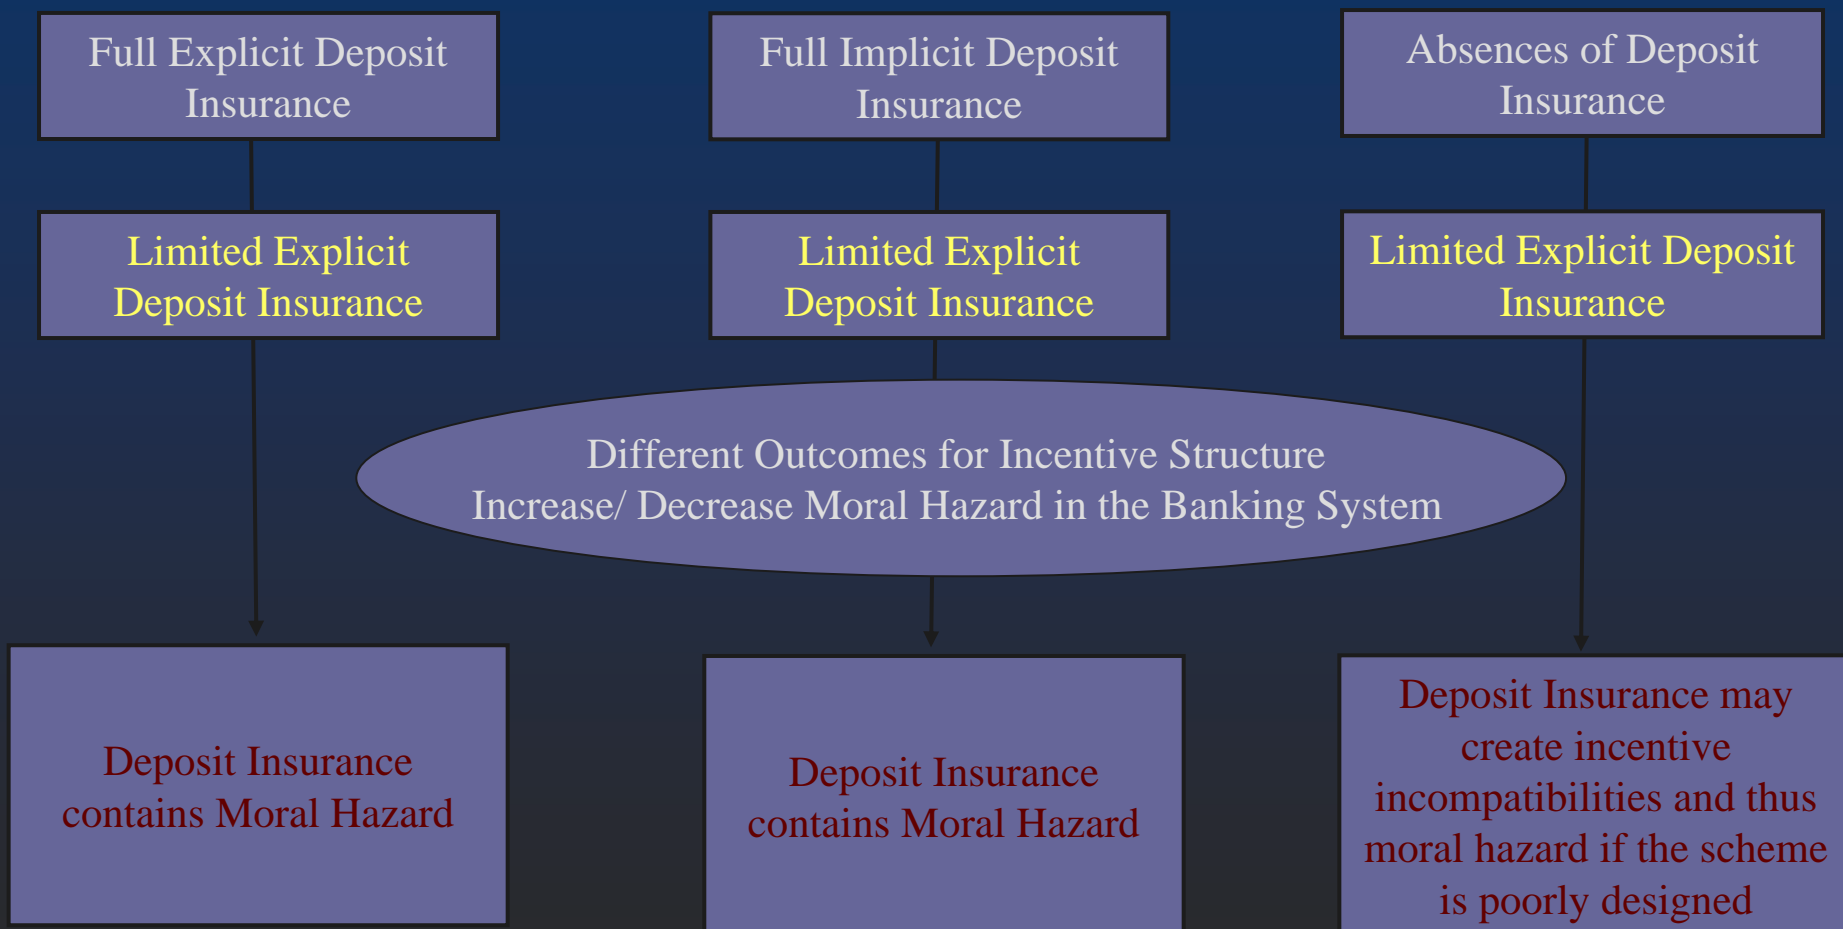 Full Explicit Deposit
Insurance
Full Implicit Deposit
Insurance
Absences of Deposit
Insurance
Limited Explicit
Deposit Insurance
Limited Explicit
Deposit Insurance
Limited Explicit Deposit
Insurance
Different Outcomes for Incentive Structure
Increase/ Decrease Moral Hazard in the Banking System
Deposit Insurance
contains Moral Hazard
Deposit Insurance
contains Moral Hazard
Deposit Insurance may
create incentive
incompatibilities and thus
moral hazard if the scheme
is poorly designed